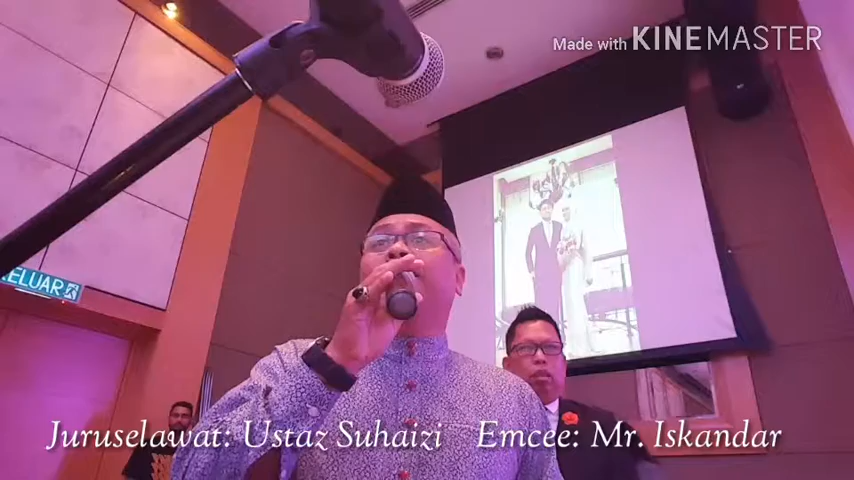 Made with KINEMASTER
KELUAR
Juruselawat: Ustaz Suhaizi Emcee: Mr. Iskandar